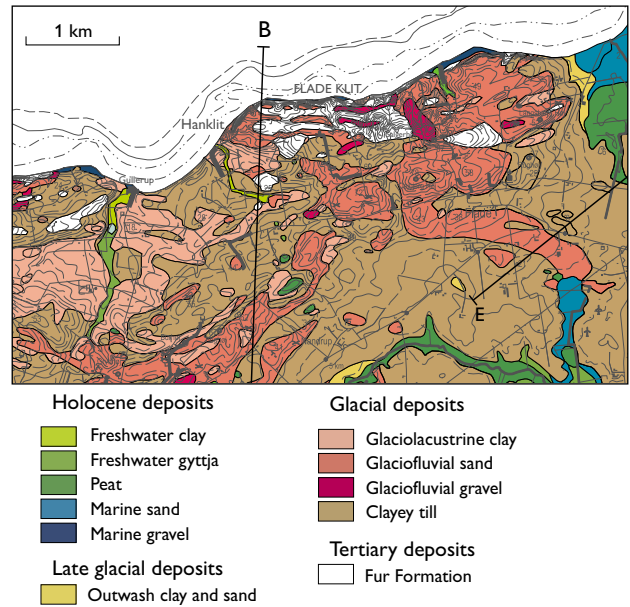 B
1 km
FLADE KLIT
Hanklit
Gullerup
E
Holocene deposits
Freshwater clay
Freshwater gyttja
Peat
Marine sand
Marine gravel
Late glacial deposits
Outwash clay and sand
Glacial deposits
Glaciolacustrine clay
Glaciofluvial sand
Glaciofluvial gravel
Clayey till
Tertiary deposits
Fur Formation